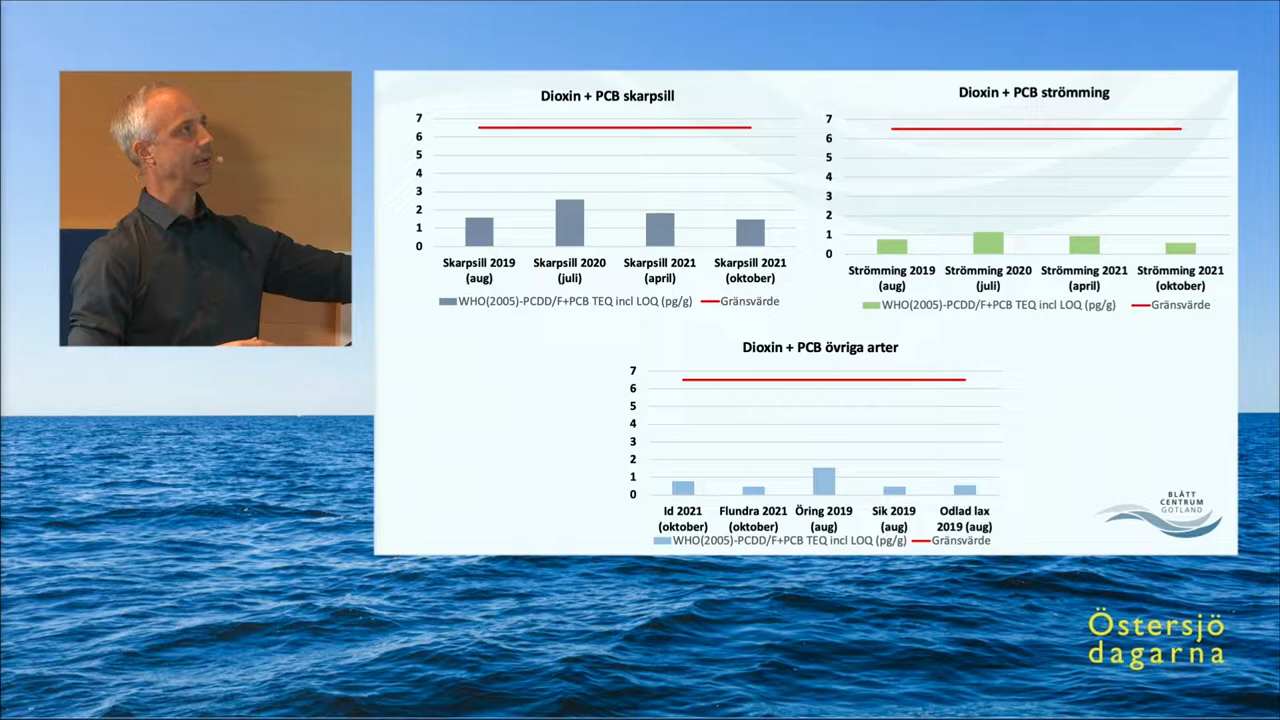 Dioxin + PCB skarpsill
7
6
5
4
3
2
1
0
Skarpsill 2019 (aug)
Skarpsill 2020 (juli)
Skarpsill 2021 (april)
Skarpsill 2021 (oktober)
WHO(2005)-PCDD/F+PCB TEQ incl LOQ (pg/g)
Gränsvärde
Dioxin + PCB strömming
7
6
5
4
3
2
1
0
Strömming 2019 (aug)
Strömming 2020 (juli)
Strömming 2021 (april)
Strömming 2021 (oktober)
WHO(2005)-PCDD/F+PCB TEQ incl LOQ (pg/g)
Gränsvärde
Dioxin + PCB övriga arter
7
6
5
4
3
2
1
0
Id 2021 (oktober)
Flundra 2021 (oktober)
Öring 2019 (aug)
Sik 2019 (aug)
Odlad lax 2019 (aug)
WHO(2005)-PCDD/F+PCB TEQ incl LOQ (pg/g)
Gränsvärde
BLÅTT
CENTRUM
GOTLAND
Östersjö
dagarna